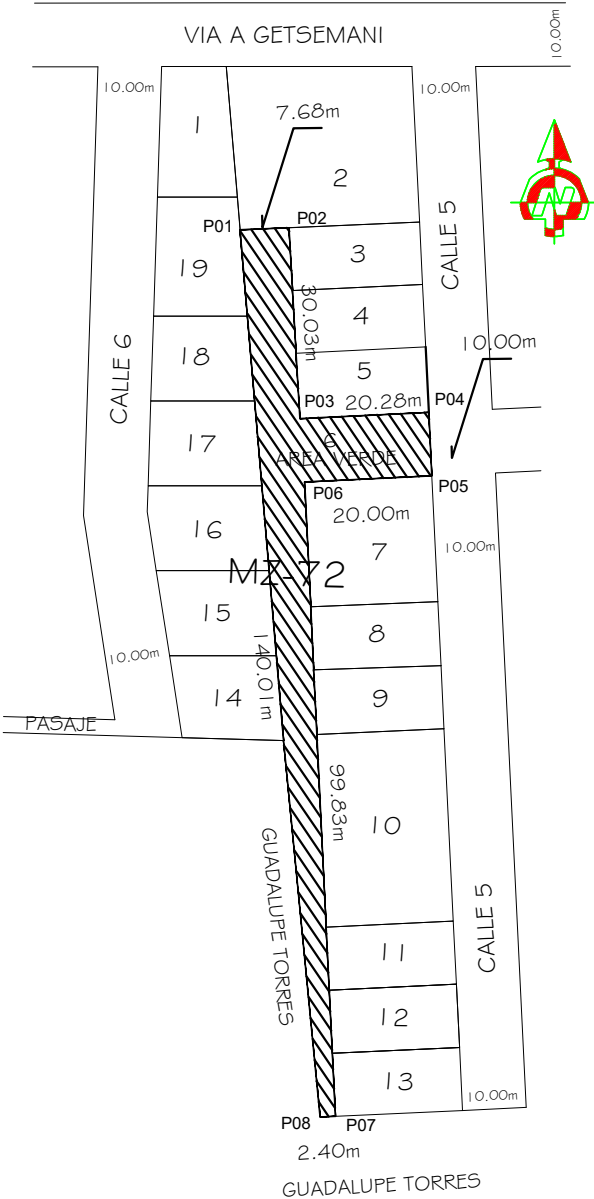 VIA A GETSEMANI
10.00m
10.00m
10.00m
1
7.68m
2
P01
P02
CALLE 5
3
19
30.03m
4
10.00m
CALLE 6
18
5
P03
20.28m
P04
17
6
AREA VERDE
P05
P06
20.00m
16
7
10.00m
MZ-72
15
8
140.01m
10.00m
14
9
PASAJE
99.83m
10
GUADALUPE TORRES
CALLE 5
11
12
13
10.00m
P08
P07
2.40m
GUADALUPE TORRES